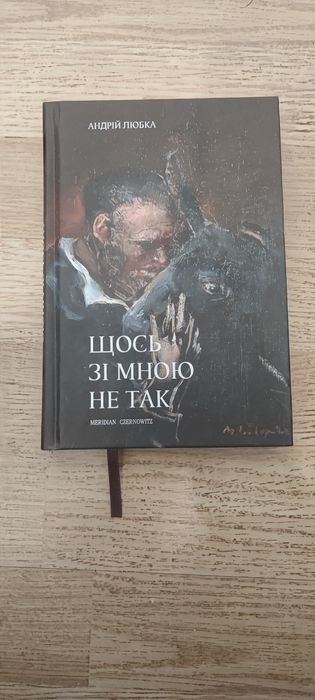 АНДРІЙ ЛЮБКА
ЩОСЬ
ЗІ МНОЮ
НЕ ТАК
MERIDIAN CZERNOWITZ